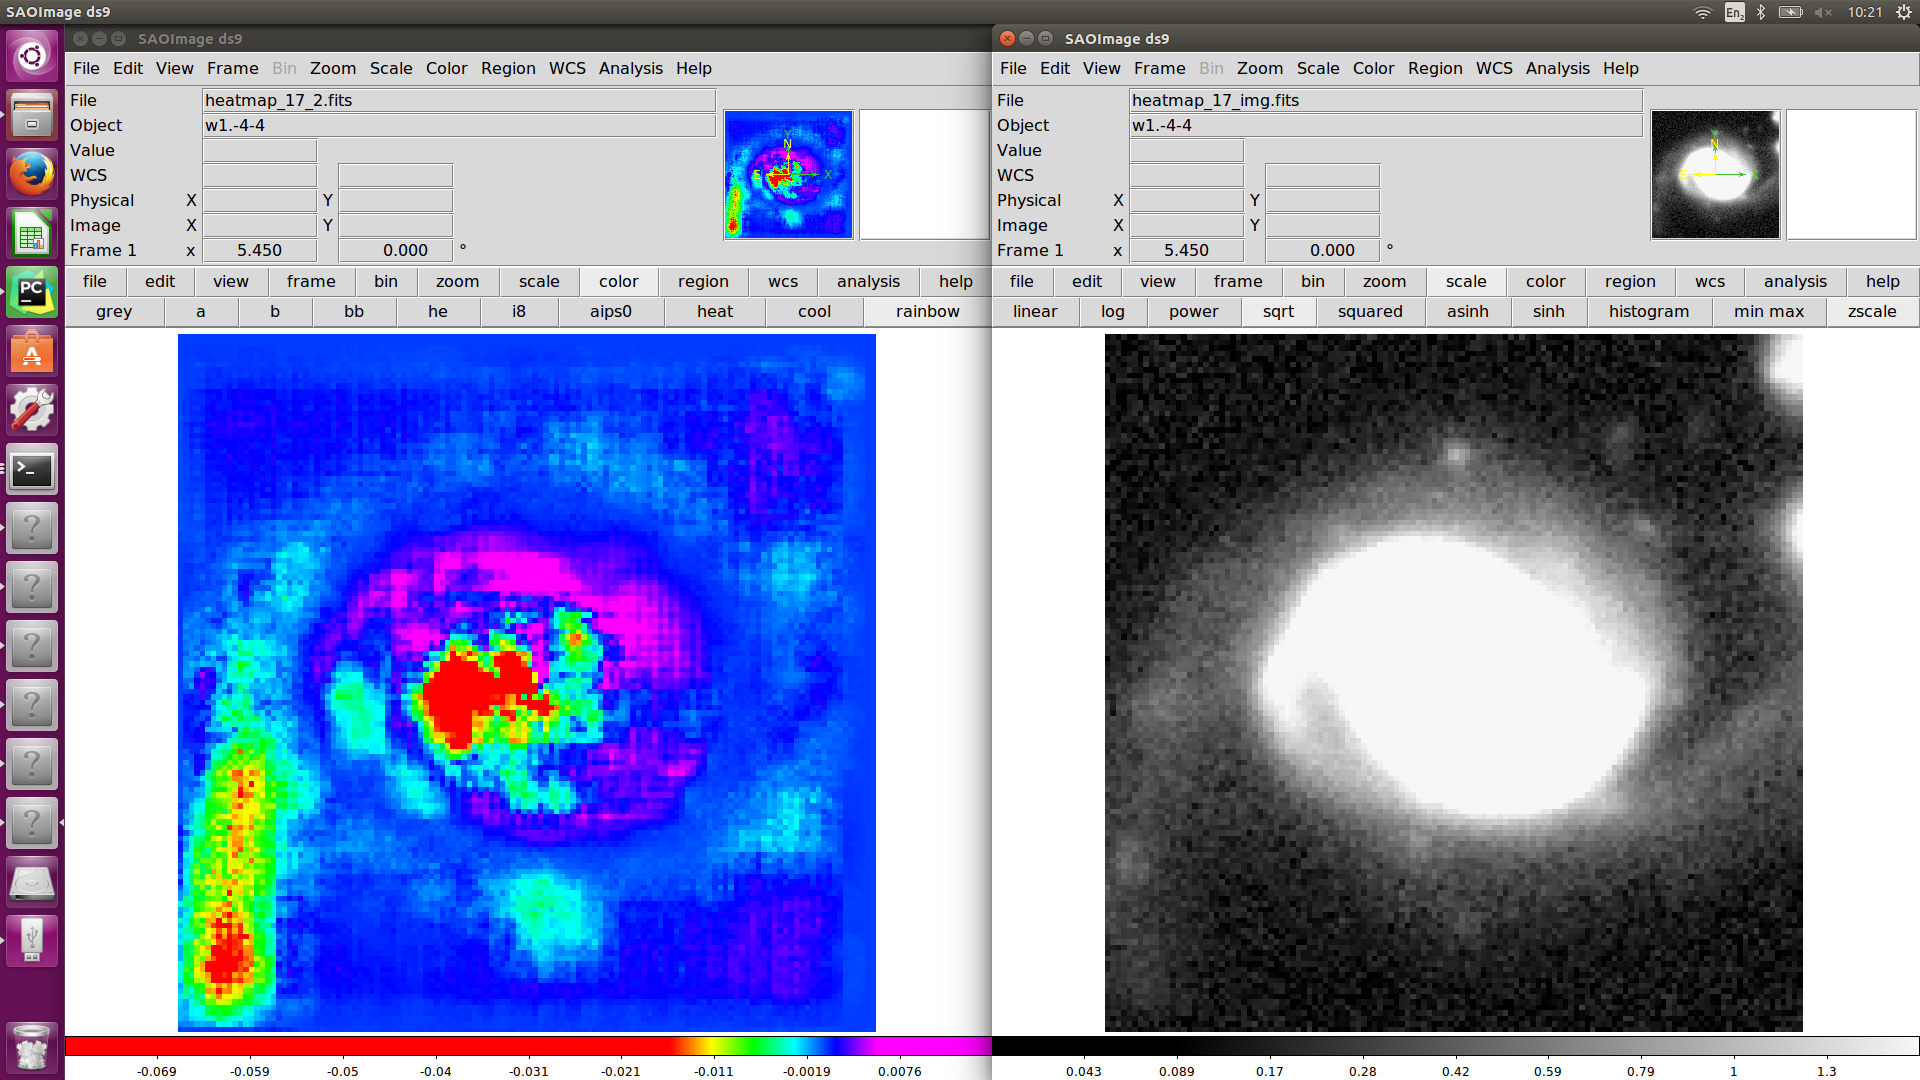 SAOImage ds9
En2 10:21
SAOImage ds9
File Edit View Frame Bin Zoom Scale Color Region WCS Analysis Help
File heatmap_17_2.fits
Object w1.-4-4
Value
WCS
Physical X Y
Image X Y
Frame 1 x 5.450 0.000 °
Y
N
E X
file edit view frame bin zoom scale color region wcs analysis help
grey a b bb he i8 aips0 heat cool rainbow
-0.069 -0.059 -0.05 -0.04 -0.031 -0.021 -0.011 -0.0019 0.0076
SAOImage ds9
File Edit View Frame Bin Zoom Scale Color Region WCS Analysis Help
File heatmap_17_img.fits
Object w1.-4-4
Value
WCS
Physical X Y
Image X Y
Frame 1 x 5.450 0.000 °
Y
N
E X
file edit view frame bin zoom scale color region wcs analysis help
linear log power sqrt squared asinh sinh histogram min max zscale
0.043 0.089 0.17 0.28 0.42 0.59 0.79 1 1.3
PC
A
>_
?
?
?
?
?
?